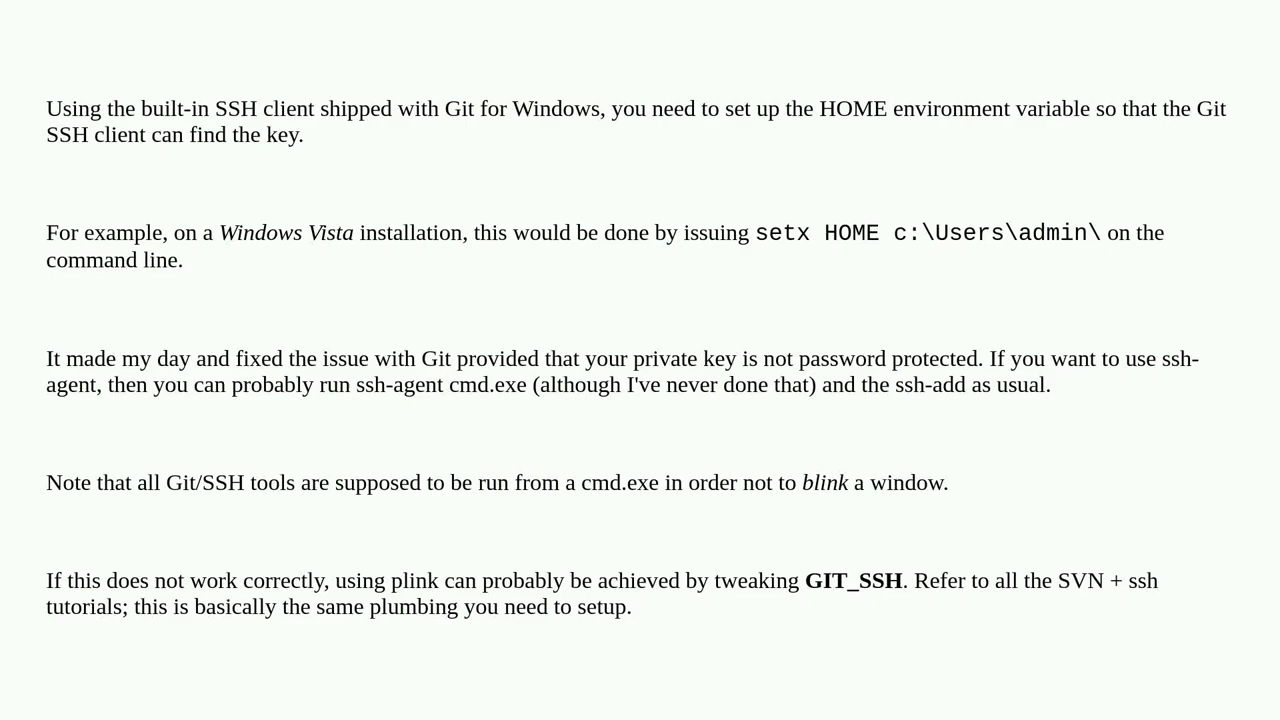 Using the built-in SSH client shipped with Git for Windows, you need to set up the HOME environment variable so that the Git
SSH client can find the key.
For example, on a Windows Vista installation, this would be done by issuing setx HOME c:\Users\admin\ on the
command line.
It made my day and fixed the issue with Git provided that your private key is not password protected. If you want to use ssh-
agent, then you can probably run ssh-agent cmd.exe (although I've never done that) and the ssh-add as usual.
Note that all Git/SSH tools are supposed to be run from a cmd.exe in order not to blink a window.
If this does not work correctly, using plink can probably be achieved by tweaking GIT_SSH. Refer to all the SVN + ssh
tutorials; this is basically the same plumbing you need to setup.